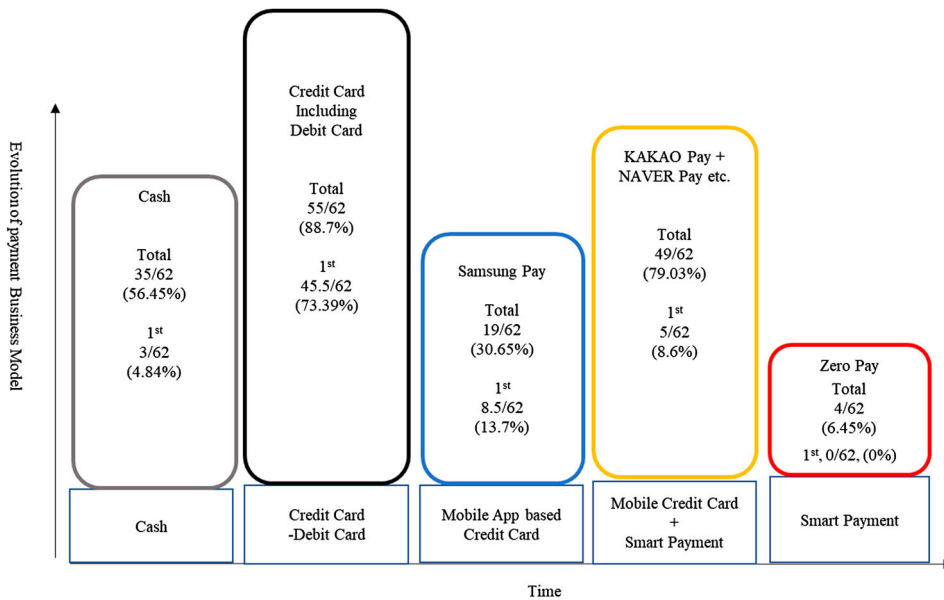 Evolution of payment Business Model
Cash
Total
35/62
(56.45%)
1st
3/62
(4.84%)
Cash
Credit Card
Including
Debit Card
Total
55/62
(88.7%)
1st
45.5/62
(73.39%)
Credit Card
-Debit Card
Samsung Pay
Total
19/62
(30.65%)
1st
8.5/62
(13.7%)
Mobile App based
Credit Card
KAKAO Pay +
NAVER Pay etc.
Total
49/62
(79.03%)
1st
5/62
(8.6%)
Mobile Credit Card
+
Smart Payment
Zero Pay
Total
4/62
(6.45%)
1st, 0/62, (0%)
Smart Payment
Time